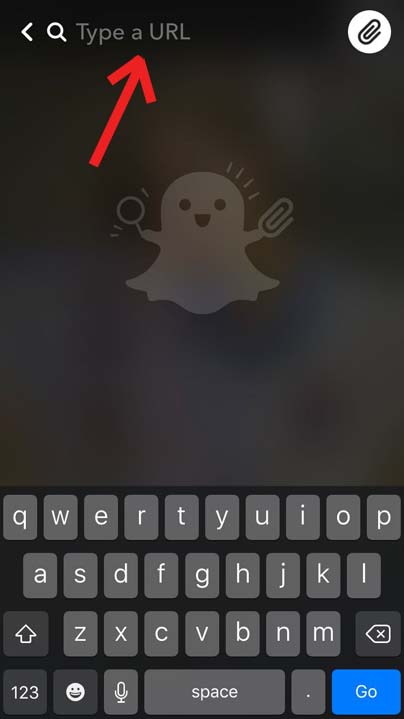 Type a URL
q w e r t y u i o p
a s d f g h j k l
z x c v b n m
123 space . Go